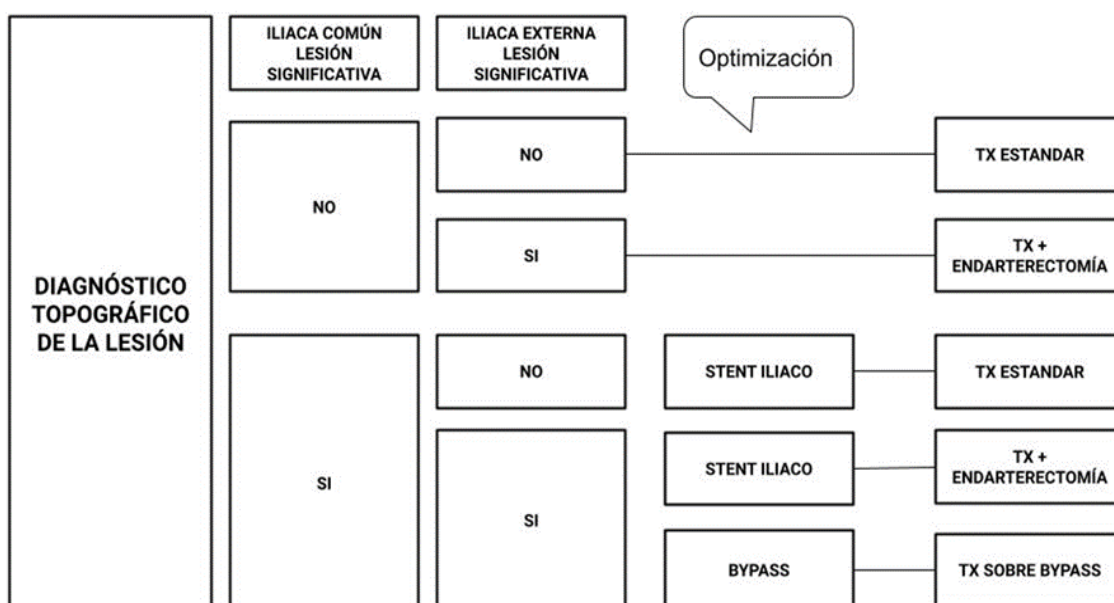 ILIACA COMÚN
LESIÓN
SIGNIFICATIVA
ILIACA EXTERNA
LESIÓN
SIGNIFICATIVA
Optimización
DIAGNÓSTICO
TOPOGRÁFICO
DE LA LESIÓN
NO
NO
TX ESTANDAR
SI
TX +
ENDARTERECTOMÍA
SI
NO
STENT ILIACO
TX ESTANDAR
SI
STENT ILIACO
TX +
ENDARTERECTOMÍA
BYPASS
TX SOBRE BYPASS